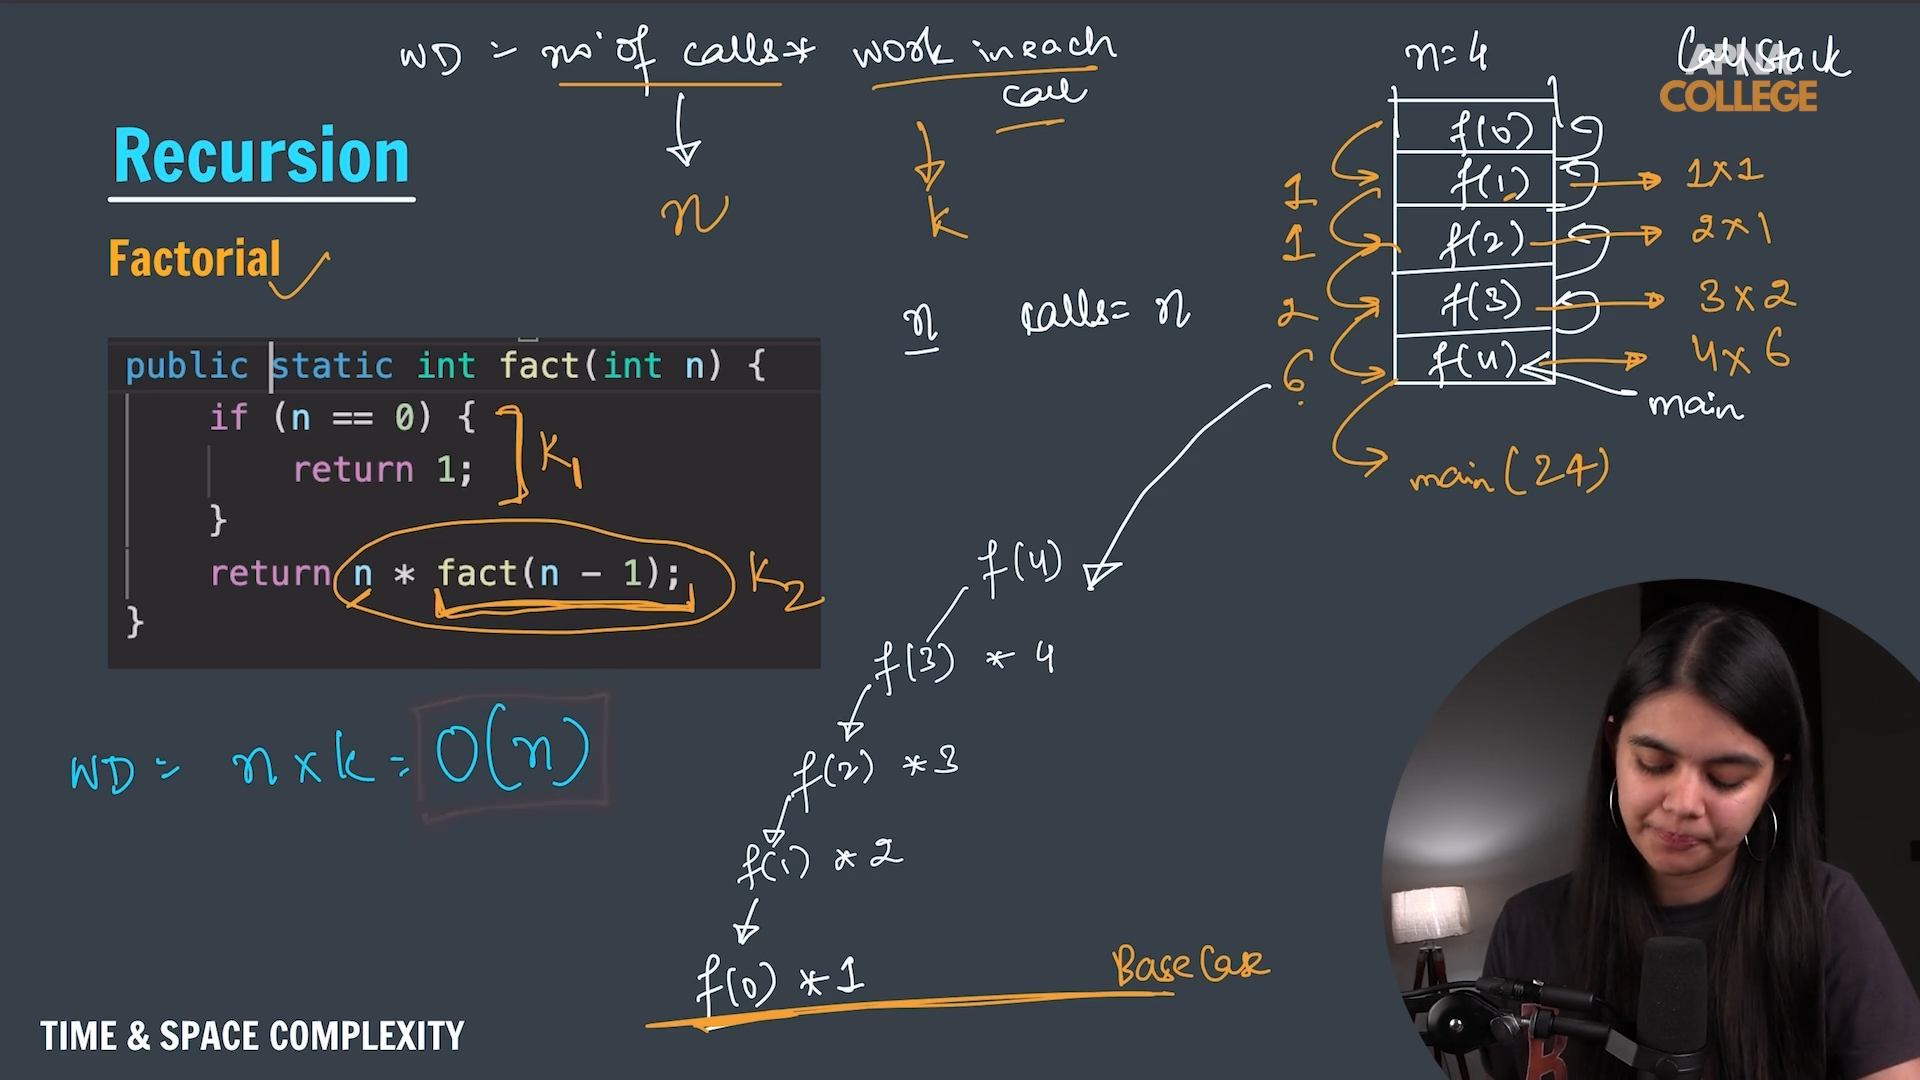 WD = no. of calls * work in each
call
n
k
Recursion
Factorial
n calls = n
public static int fact(int n) {
if (n == 0) {
return 1;
}
return n * fact(n - 1);
}
K1
K2
WD = n x k = O(n)
n=4
Call Stack
APNA
COLLEGE
f(0)
1 f(1) 1x1
1 f(2) 2x1
2 f(3) 3x2
6 f(4) 4x6
main
main (24)
f(4)
f(3) * 4
f(2) * 3
f(1) * 2
f(0) * 1
Base Case
TIME & SPACE COMPLEXITY